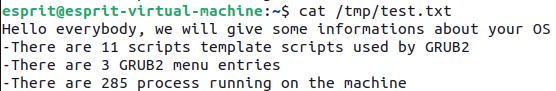 esprit@esprit-virtual-machine:~$ cat /tmp/test.txt
Hello everybody, we will give some informations about your OS
-There are 11 scripts template scripts used by GRUB2
-There are 3 GRUB2 menu entries
-There are 285 process running on the machine